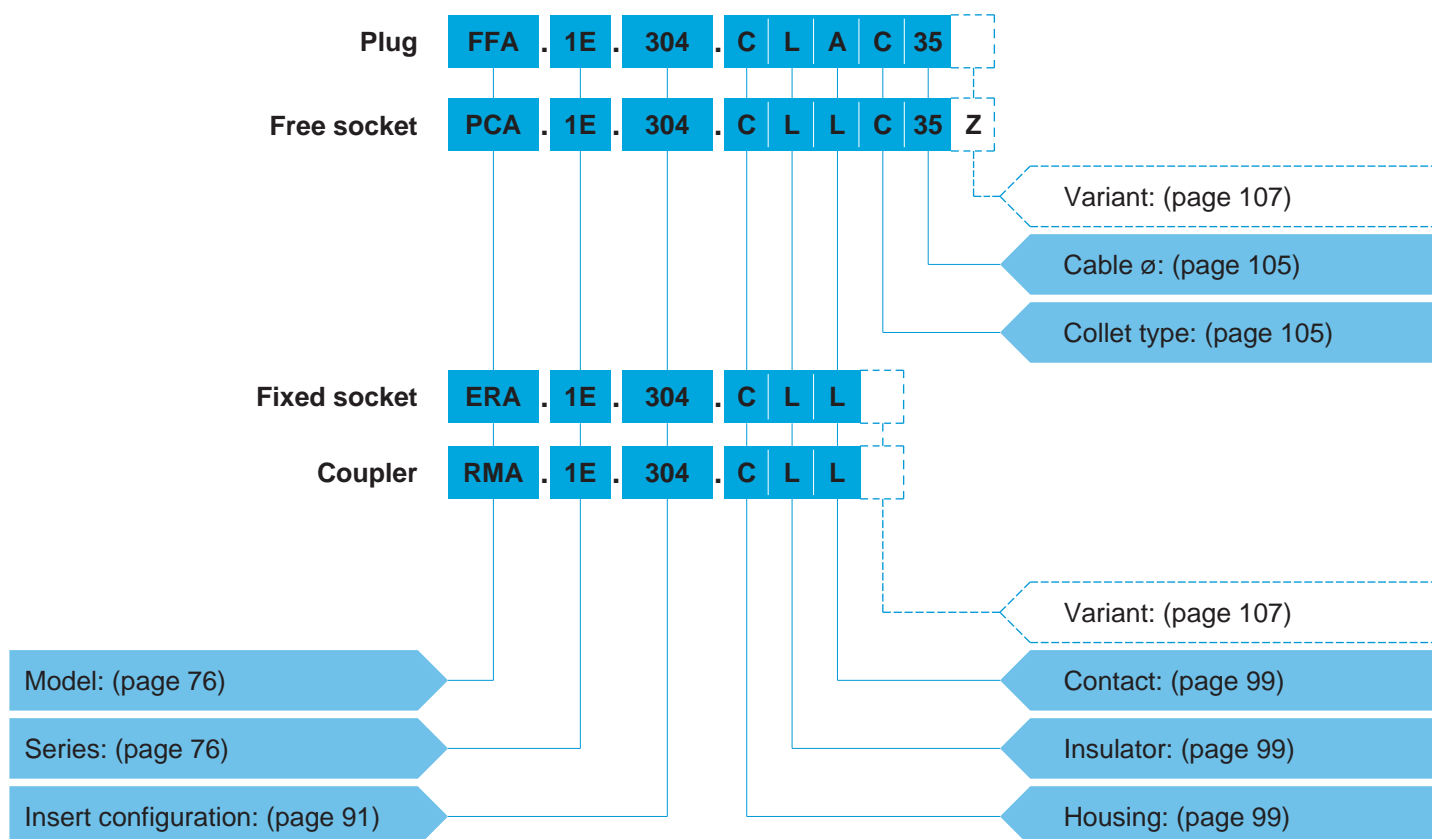 Plug FFA . 1E . 304 . C L A C 35
Free socket PCA . 1E . 304 . C L L C 35 Z
Variant: (page 107)
Cable ø: (page 105)
Collet type: (page 105)
Fixed socket ERA . 1E . 304 . C L L
Coupler RMA . 1E . 304 . C L L
Variant: (page 107)
Model: (page 76) Contact: (page 99)
Series: (page 76) Insulator: (page 99)
Insert configuration: (page 91) Housing: (page 99)